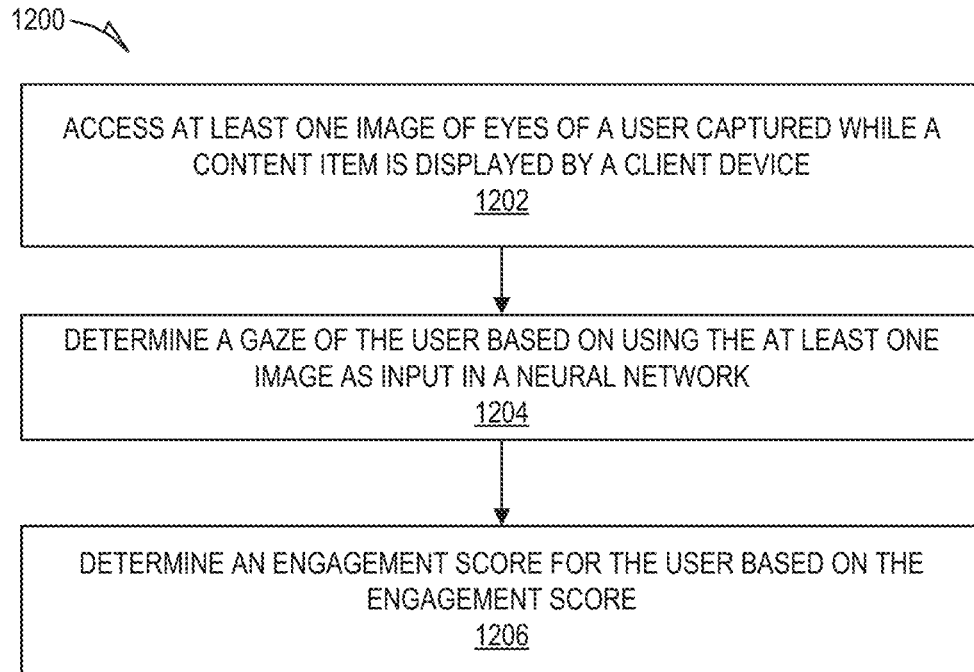 1200
ACCESS AT LEAST ONE IMAGE OF EYES OF A USER CAPTURED WHILE A
CONTENT ITEM IS DISPLAYED BY A CLIENT DEVICE
1202
DETERMINE A GAZE OF THE USER BASED ON USING THE AT LEAST ONE
IMAGE AS INPUT IN A NEURAL NETWORK
1204
DETERMINE AN ENGAGEMENT SCORE FOR THE USER BASED ON THE
ENGAGEMENT SCORE
1206